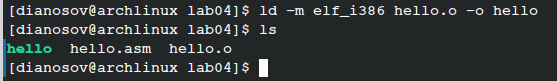 [dianosov@archlinux lab04]$ ld -m elf_i386 hello.o -o hello
[dianosov@archlinux lab04]$ ls
hello  hello.asm  hello.o
[dianosov@archlinux lab04]$